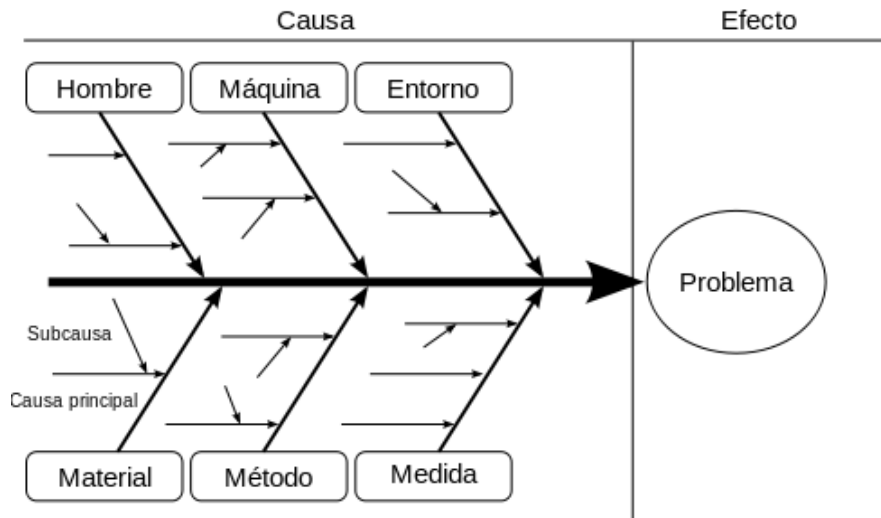 Causa
Efecto
Hombre
Máquina
Entorno
Problema
Subcausa
Causa principal
Material
Método
Medida